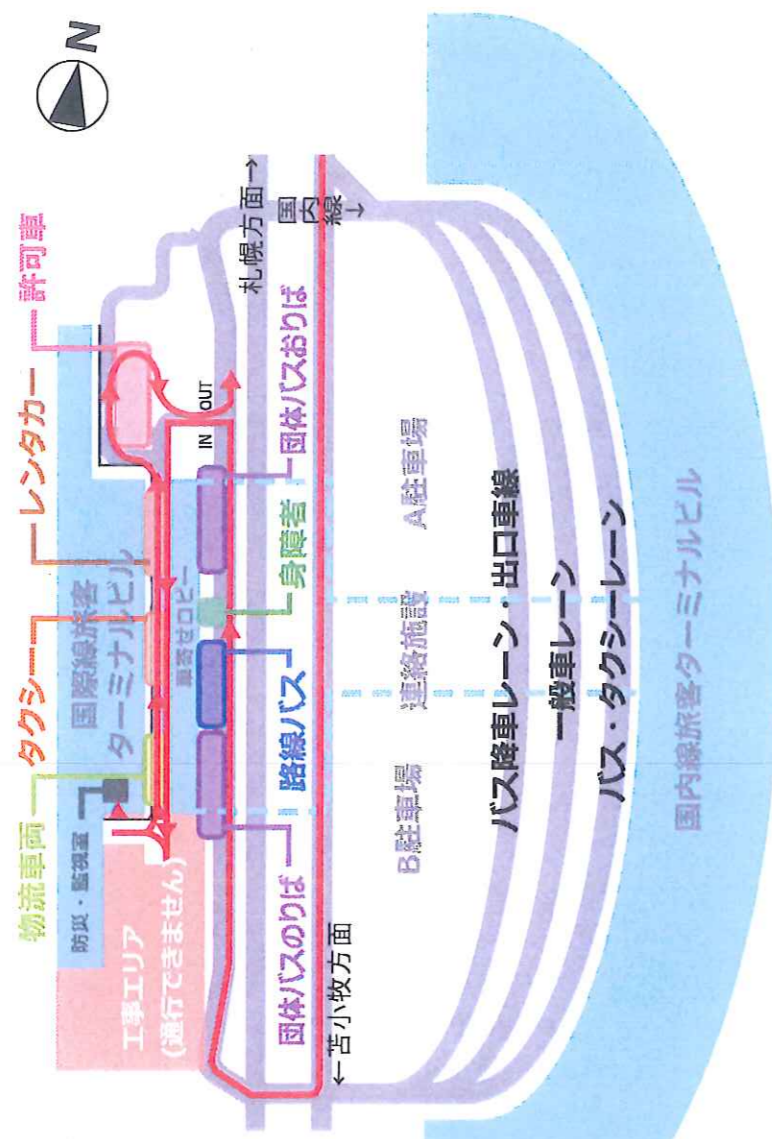 N
物流車両
タクシー
レンタカー
許可車
防災・監視室
国際線旅客
ターミナルビル
車寄せロビー
工事エリア
(通行できません)
IN
OUT
団体バスのりば
路線バス
身障者
団体バスおりば
札幌方面→
国内線
↓
←苫小牧方面
B駐車場
連絡施設
A駐車場
バス降車レーン・出口車線
一般車レーン
バス・タクシーレーン
国内線旅客ターミナルビル